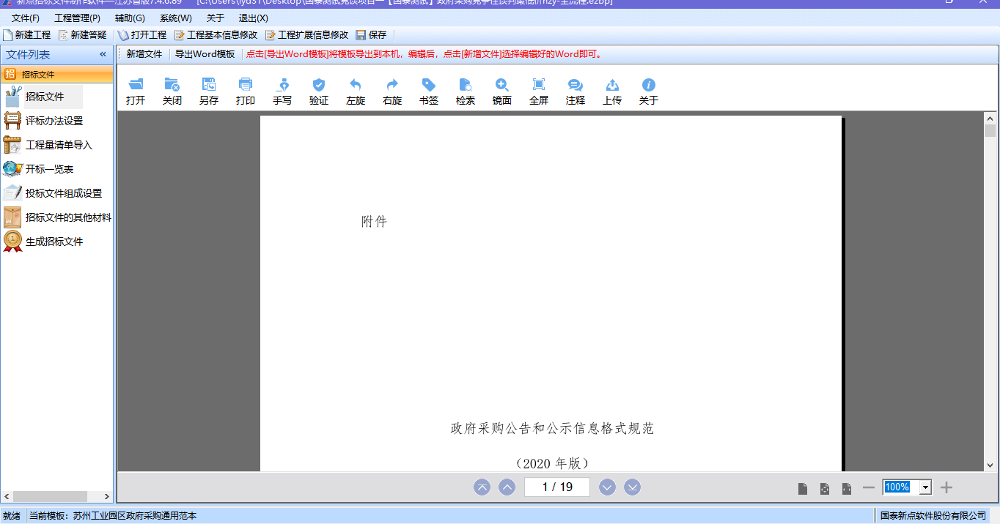 新点招标文件制作软件—江苏省版7.4.6.89 [C:\Users\lyd51\Desktop\国泰测试竞谈项目一【国泰测试】政府采购竞争性谈判最低价hzy-全流程.ezbp]
文件(F) 工程管理(P) 辅助(G) 系统(W) 关于 退出(X)
新建工程 新建答疑 打开工程 工程基本信息修改 工程扩展信息修改 保存
文件列表 «
新增文件 导出Word模板 点击[导出Word模板]将模板导出到本机，编辑后，点击[新增文件]选择编辑好的Word即可。
招 招标文件
招标文件
评标办法设置
工程量清单导入
开标一览表
投标文件组成设置
招标文件的其他材料
生成招标文件
打开 关闭 另存 打印 手写 验证 左旋 右旋 书签 检索 镜面 全屏 注释 上传 关于
附件
政府采购公告和公示信息格式规范
（2020 年版）
1 / 19
100%
就绪 当前模板：苏州工业园区政府采购通用范本 国泰新点软件股份有限公司